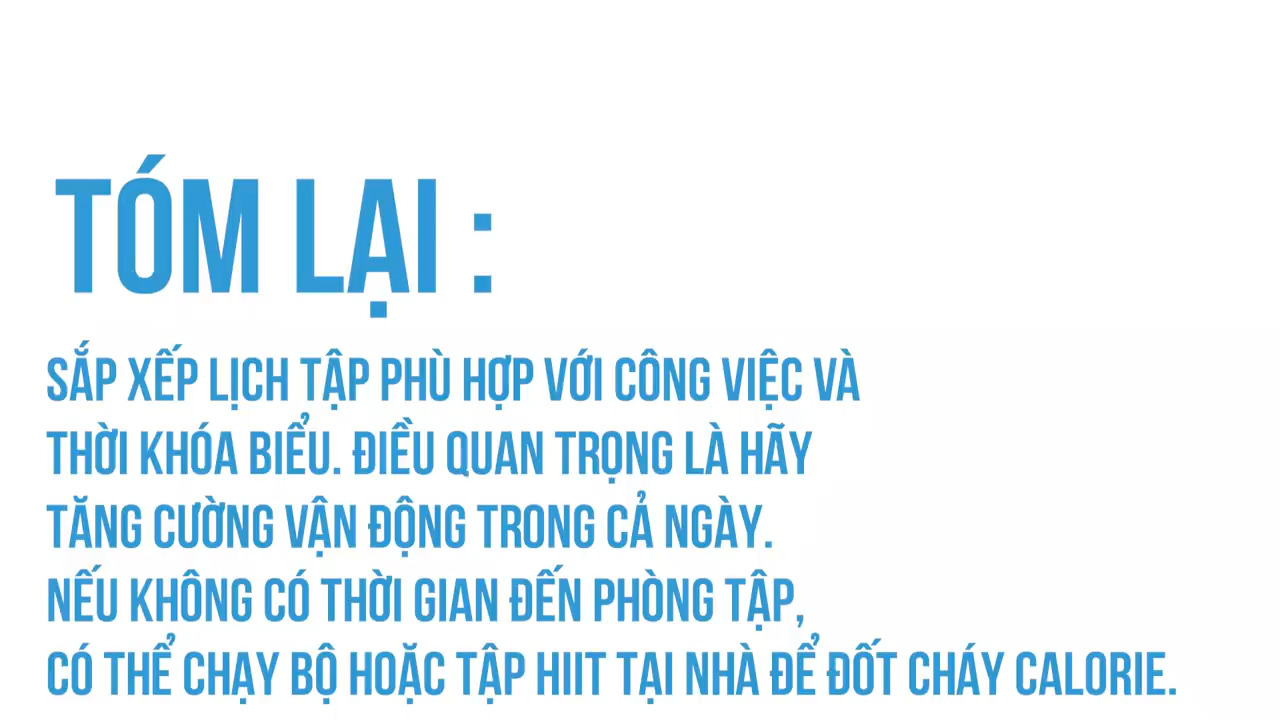 TÓM LẠI :
SẮP XẾP LỊCH TẬP PHÙ HỢP VỚI CÔNG VIỆC VÀ
THỜI KHÓA BIỂU. ĐIỀU QUAN TRỌNG LÀ HÃY
TĂNG CƯỜNG VẬN ĐỘNG TRONG CẢ NGÀY.
NẾU KHÔNG CÓ THỜI GIAN ĐẾN PHÒNG TẬP,
CÓ THỂ CHẠY BỘ HOẶC TẬP HIIT TẠI NHÀ ĐỂ ĐỐT CHÁY CALORIE.